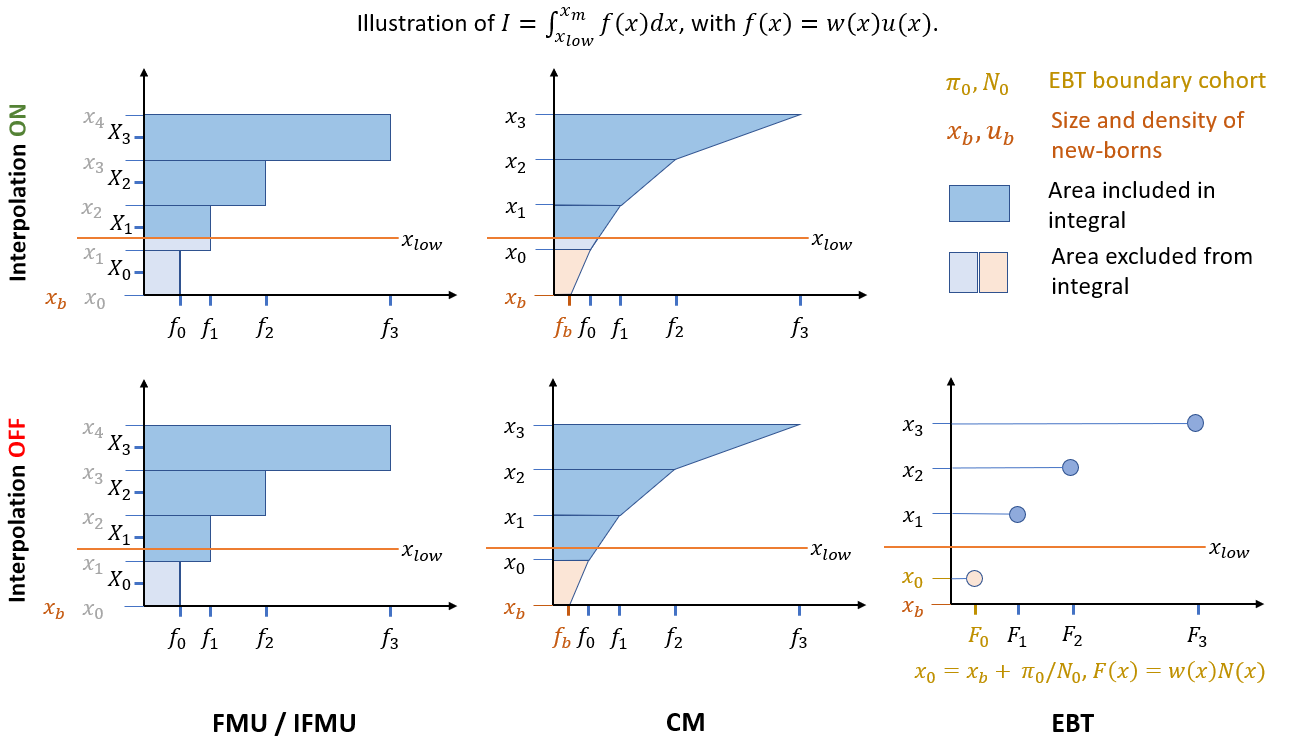 Illustration of I = ∫_{x_{low}}^{x_m} f(x)dx, with f(x) = w(x)u(x).
Interpolation ON
x_4
X_3
x_3
X_2
x_2
X_1
x_{low}
x_1
X_0
x_b x_0
f_0 f_1 f_2 f_3
x_3
x_2
x_1
x_{low}
x_0
x_b
f_b f_0 f_1 f_2 f_3
π_0, N_0 EBT boundary cohort
x_b, u_b Size and density of
new-borns
Area included in
integral
Area excluded from
integral
Interpolation OFF
x_4
X_3
x_3
X_2
x_2
X_1
x_{low}
x_1
X_0
x_b x_0
f_0 f_1 f_2 f_3
x_3
x_2
x_1
x_{low}
x_0
x_b
f_b f_0 f_1 f_2 f_3
x_3
x_2
x_1
x_{low}
x_0
x_b
F_0 F_1 F_2 F_3
x_0 = x_b + π_0/N_0, F(x) = w(x)N(x)
FMU / IFMU
CM
EBT